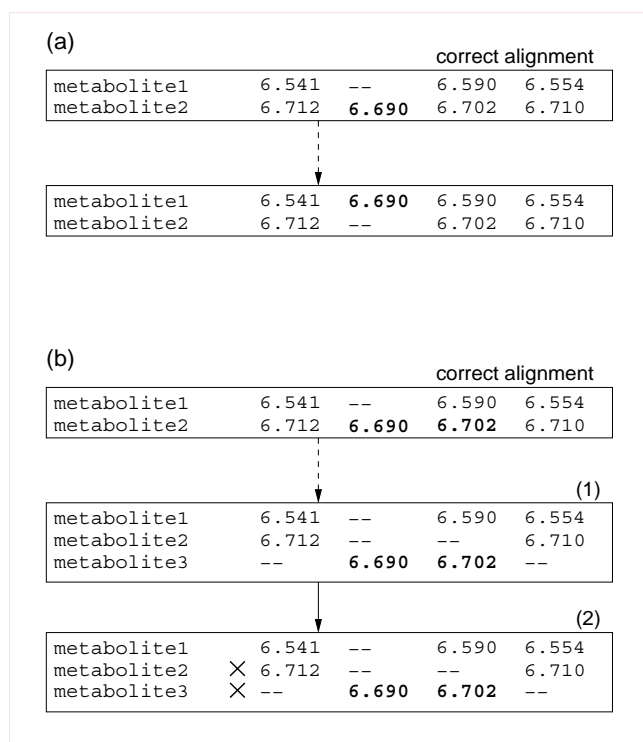 (a)
correct alignment
metabolite1 6.541 -- 6.590 6.554
metabolite2 6.712 6.690 6.702 6.710
metabolite1 6.541 6.690 6.590 6.554
metabolite2 6.712 -- 6.702 6.710
(b)
correct alignment
metabolite1 6.541 -- 6.590 6.554
metabolite2 6.712 6.690 6.702 6.710
(1)
metabolite1 6.541 -- 6.590 6.554
metabolite2 6.712 -- -- 6.710
metabolite3 -- 6.690 6.702 --
(2)
metabolite1 6.541 -- 6.590 6.554
metabolite2 × 6.712 -- -- 6.710
metabolite3 × -- 6.690 6.702 --